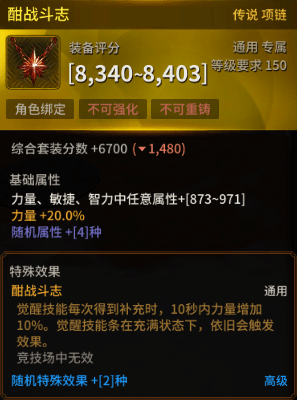 酣战斗志
传说 项链
装备评分
通用 专属
[8,340~8,403]
等级要求 150
角色绑定
不可强化
不可重铸
综合套装分数 +6700 (▼1,480)
基础属性
力量、敏捷、智力中任意属性+[873~971]
力量 +20.0%
随机属性 +[4]种
特殊效果
酣战斗志
通用
觉醒技能每次得到补充时，10秒内力量增加
10%。觉醒技能条在充满状态下，依旧会触发
效果。
竞技场中无效
随机特殊效果 +[2]种
高级